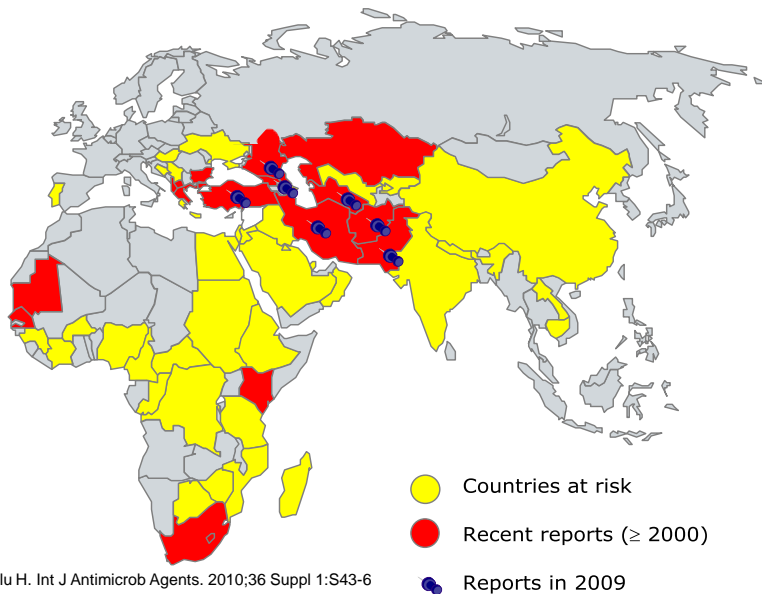 Countries at risk
Recent reports (≥ 2000)
lu H. Int J Antimicrob Agents. 2010;36 Suppl 1:S43-6
Reports in 2009